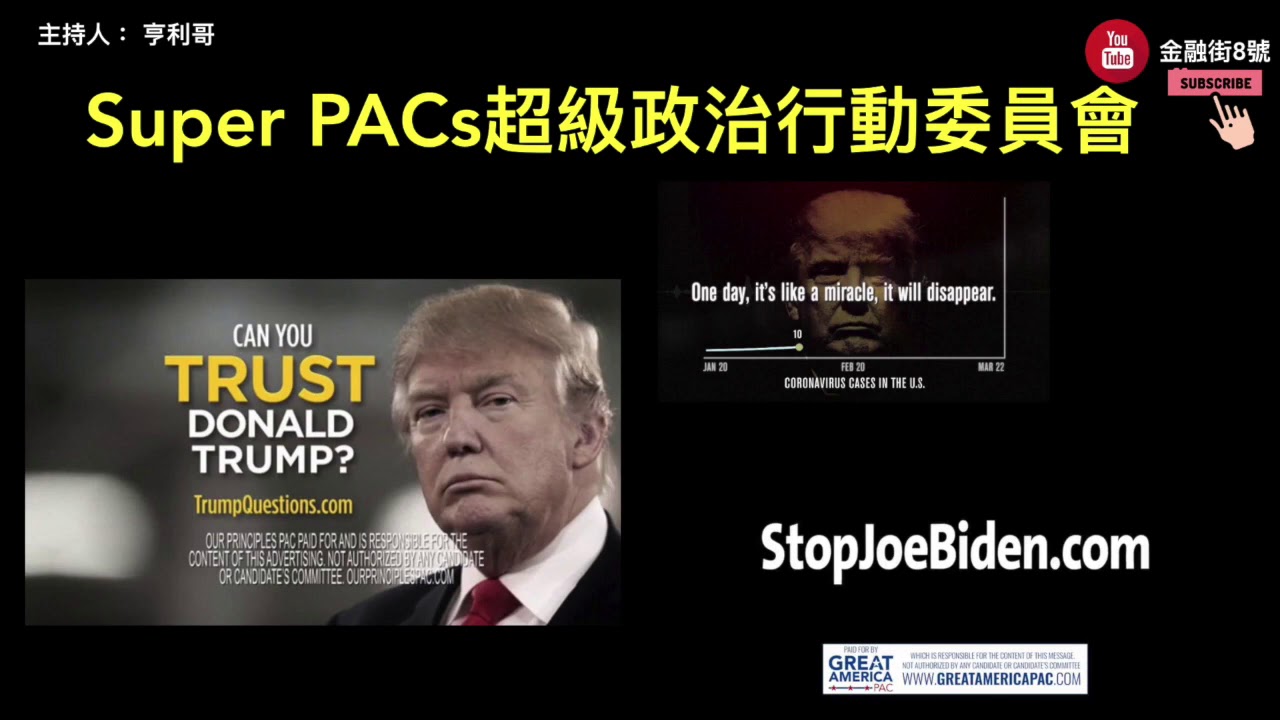 主持人： 亨利哥
You
Tube
金融街8號
SUBSCRIBE
Super PACs超級政治行動委員會
One day, it's like a miracle, it will disappear.
10
JAN 20 FEB 20 MAR 22
CORONAVIRUS CASES IN THE U.S.
CAN YOU
TRUST
DONALD
TRUMP?
TrumpQuestions.com
OUR PRINCIPLES PAC PAID FOR AND IS RESPONSIBLE FOR THE
CONTENT OF THIS ADVERTISING. NOT AUTHORIZED BY ANY CANDIDATE
OR CANDIDATE'S COMMITTEE. OURPRINCIPLESPAC.COM
StopJoeBiden.com
PAID FOR BY
GREAT
AMERICA
PAC
WHICH IS RESPONSIBLE FOR THE CONTENT OF THIS MESSAGE.
NOT AUTHORIZED BY ANY CANDIDATE OR CANDIDATE'S COMMITTEE
WWW.GREATAMERICAPAC.COM